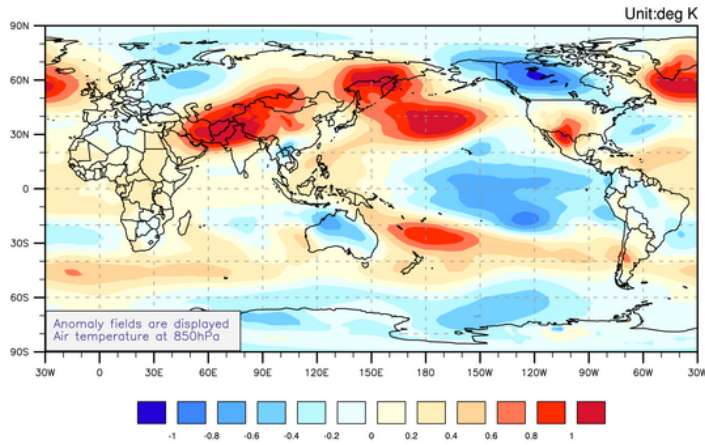 Unit:deg K
90N
60N
30N
0
30S
60S
90S
Anomaly fields are displayed
Air temperature at 850hPa
30W 0 30E 60E 90E 120E 150E 180 150W 120W 90W 60W 30W
-1 -0.8 -0.6 -0.4 -0.2 0 0.2 0.4 0.6 0.8 1